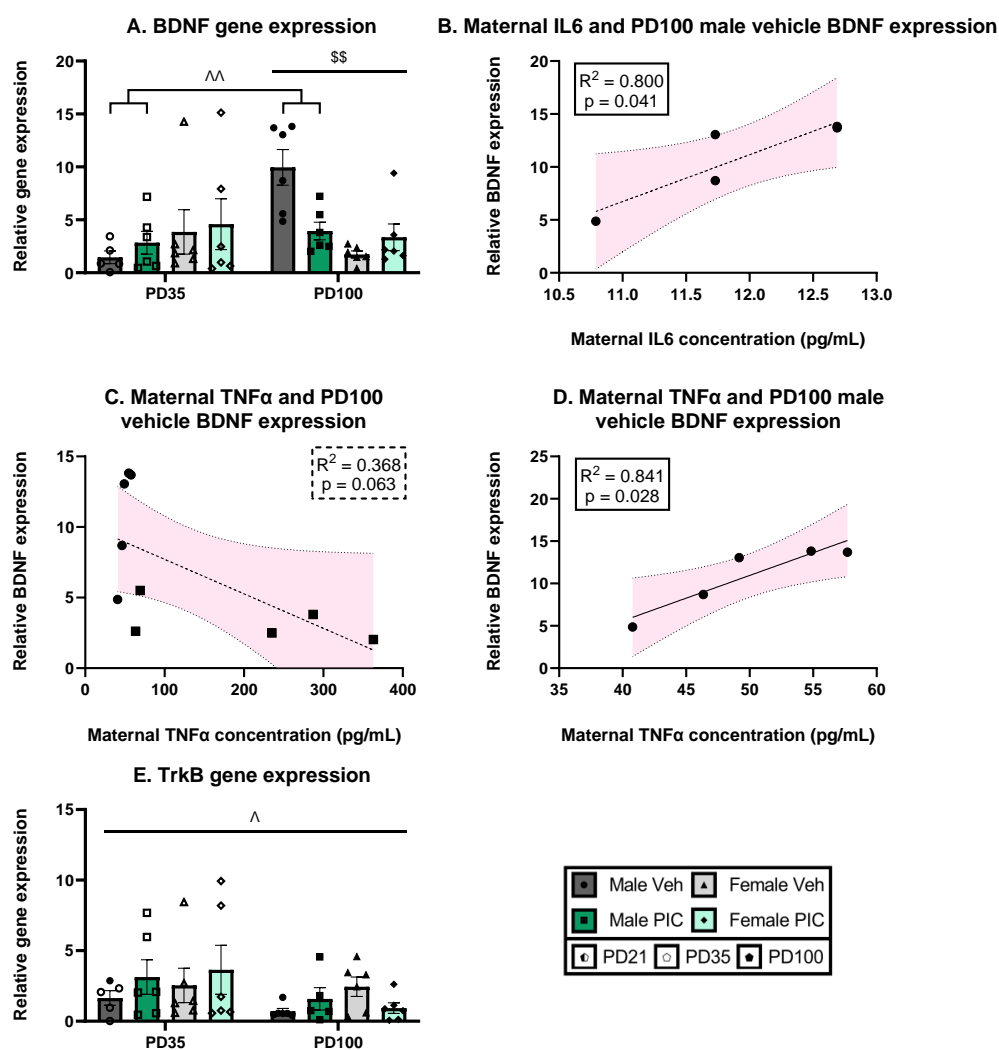 A. BDNF gene expression
Relative gene expression
20
15
10
5
0
ΛΛ
$$
PD35
PD100
B. Maternal IL6 and PD100 male vehicle BDNF expression
Relative BDNF expression
20
15
10
5
0
R² = 0.800
p = 0.041
10.5 11.0 11.5 12.0 12.5 13.0
Maternal IL6 concentration (pg/mL)
C. Maternal TNFα and PD100
vehicle BDNF expression
Relative BDNF expression
15
10
5
0
R² = 0.368
p = 0.063
0 100 200 300 400
Maternal TNFα concentration (pg/mL)
D. Maternal TNFα and PD100 male
vehicle BDNF expression
Relative BDNF expression
25
20
15
10
5
0
R² = 0.841
p = 0.028
35 40 45 50 55 60
Maternal TNFα concentration (pg/mL)
E. TrkB gene expression
Relative gene expression
15
10
5
0
Λ
PD35
PD100
Male Veh Female Veh
Male PIC Female PIC
PD21 PD35 PD100